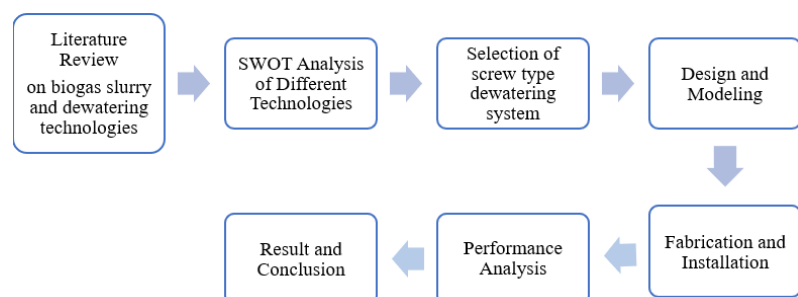 Literature
Review
on biogas slurry
and dewatering
technologies
SWOT Analysis
of Different
Technologies
Selection of
screw type
dewatering
system
Design and
Modeling
Fabrication and
Installation
Performance
Analysis
Result and
Conclusion